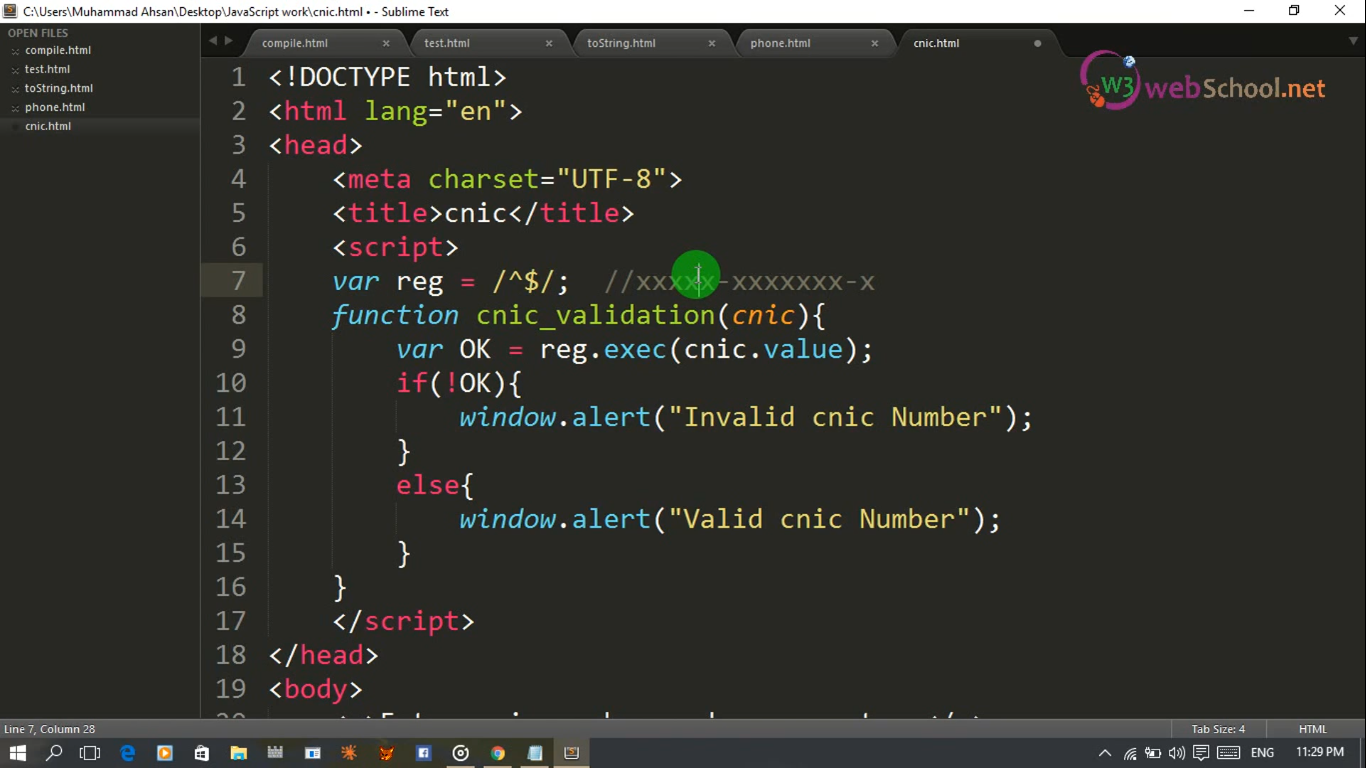 C:\Users\Muhammad Ahsan\Desktop\JavaScript work\cnic.html • - Sublime Text
OPEN FILES
compile.html
test.html
toString.html
phone.html
cnic.html
compile.html
test.html
toString.html
phone.html
cnic.html
W3 webSchool.net
1 <!DOCTYPE html>
2 <html lang="en">
3 <head>
4 <meta charset="UTF-8">
5 <title>cnic</title>
6 <script>
7 var reg = /^$/; //xxxxx-xxxxxxx-x
8 function cnic_validation(cnic){
9 var OK = reg.exec(cnic.value);
10 if(!OK){
11 window.alert("Invalid cnic Number");
12 }
13 else{
14 window.alert("Valid cnic Number");
15 }
16 }
17 </script>
18 </head>
19 <body>
Line 7, Column 28
Tab Size: 4
HTML
ENG
11:29 PM